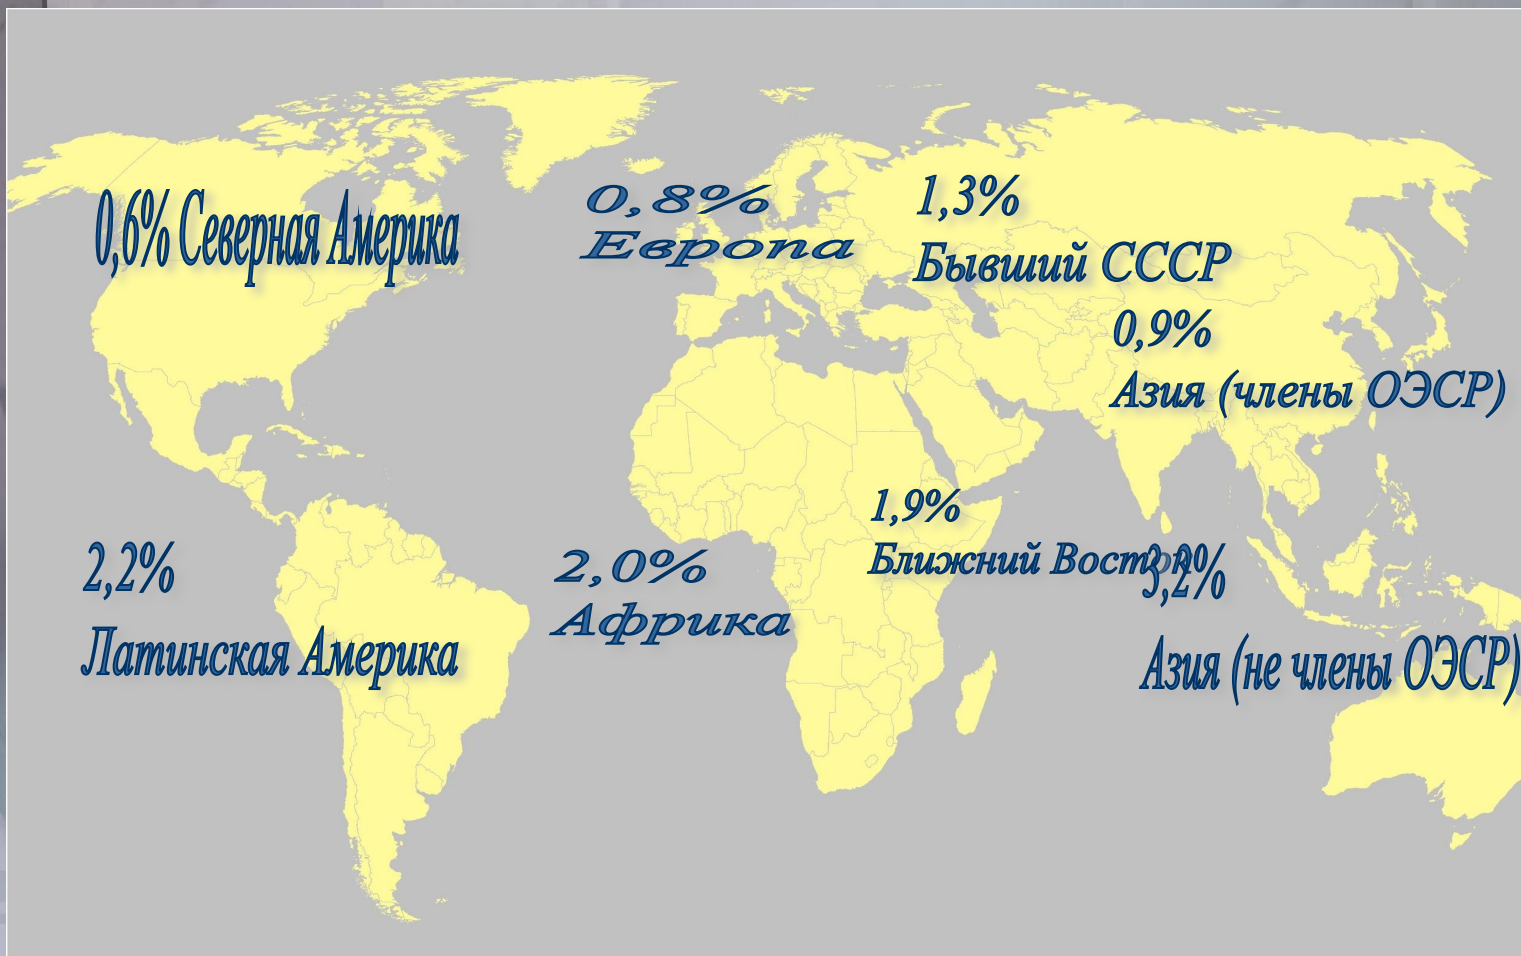 0,6% Северная Америка
0,8%
Европа
1,3%
Бывший СССР
0,9%
Азия (члены ОЭСР)
1,9%
Ближний Восток
2,2%
Латинская Америка
2,0%
Африка
3,2%
Азия (не члены ОЭСР)